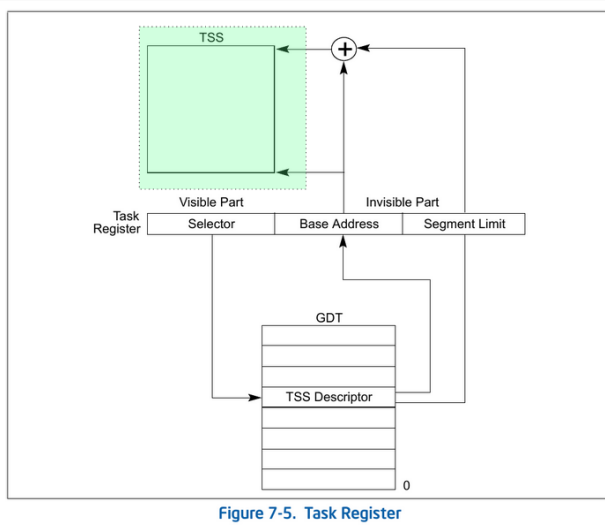 TSS
+
Visible Part Invisible Part
Task
Register
Selector Base Address Segment Limit
GDT
TSS Descriptor
0
Figure 7-5. Task Register